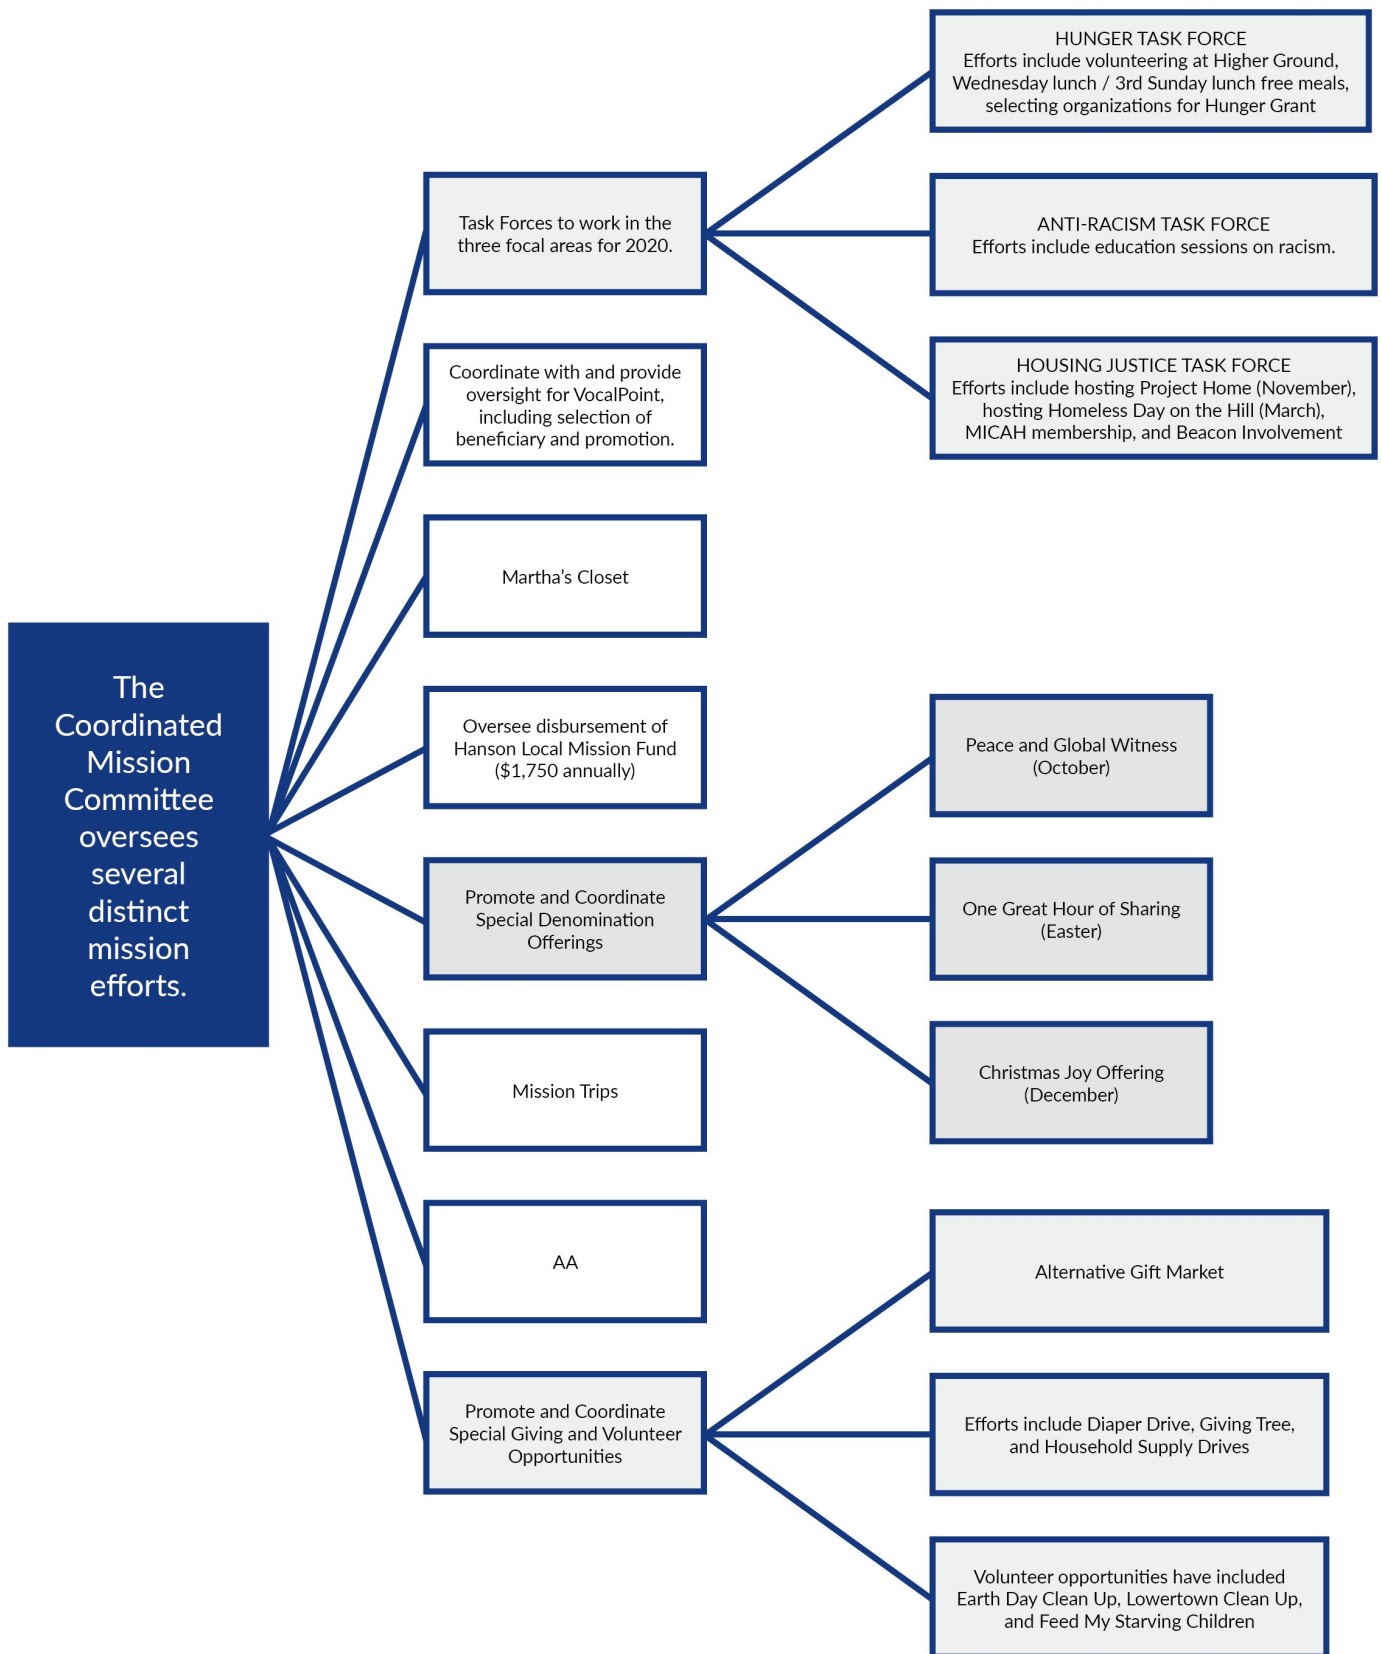 The
Coordinated
Mission
Committee
oversees
several
distinct
mission
efforts.
Task Forces to work in the
three focal areas for 2020.
HUNGER TASK FORCE
Efforts include volunteering at Higher Ground,
Wednesday lunch / 3rd Sunday lunch free meals,
selecting organizations for Hunger Grant
ANTI-RACISM TASK FORCE
Efforts include education sessions on racism.
HOUSING JUSTICE TASK FORCE
Efforts include hosting Project Home (November),
hosting Homeless Day on the Hill (March),
MICAH membership, and Beacon Involvement
Coordinate with and provide
oversight for VocalPoint,
including selection of
beneficiary and promotion.
Martha’s Closet
Oversee disbursement of
Hanson Local Mission Fund
($1,750 annually)
Promote and Coordinate
Special Denomination
Offerings
Peace and Global Witness
(October)
One Great Hour of Sharing
(Easter)
Christmas Joy Offering
(December)
Mission Trips
AA
Promote and Coordinate
Special Giving and Volunteer
Opportunities
Alternative Gift Market
Efforts include Diaper Drive, Giving Tree,
and Household Supply Drives
Volunteer opportunities have included
Earth Day Clean Up, Lowertown Clean Up,
and Feed My Starving Children